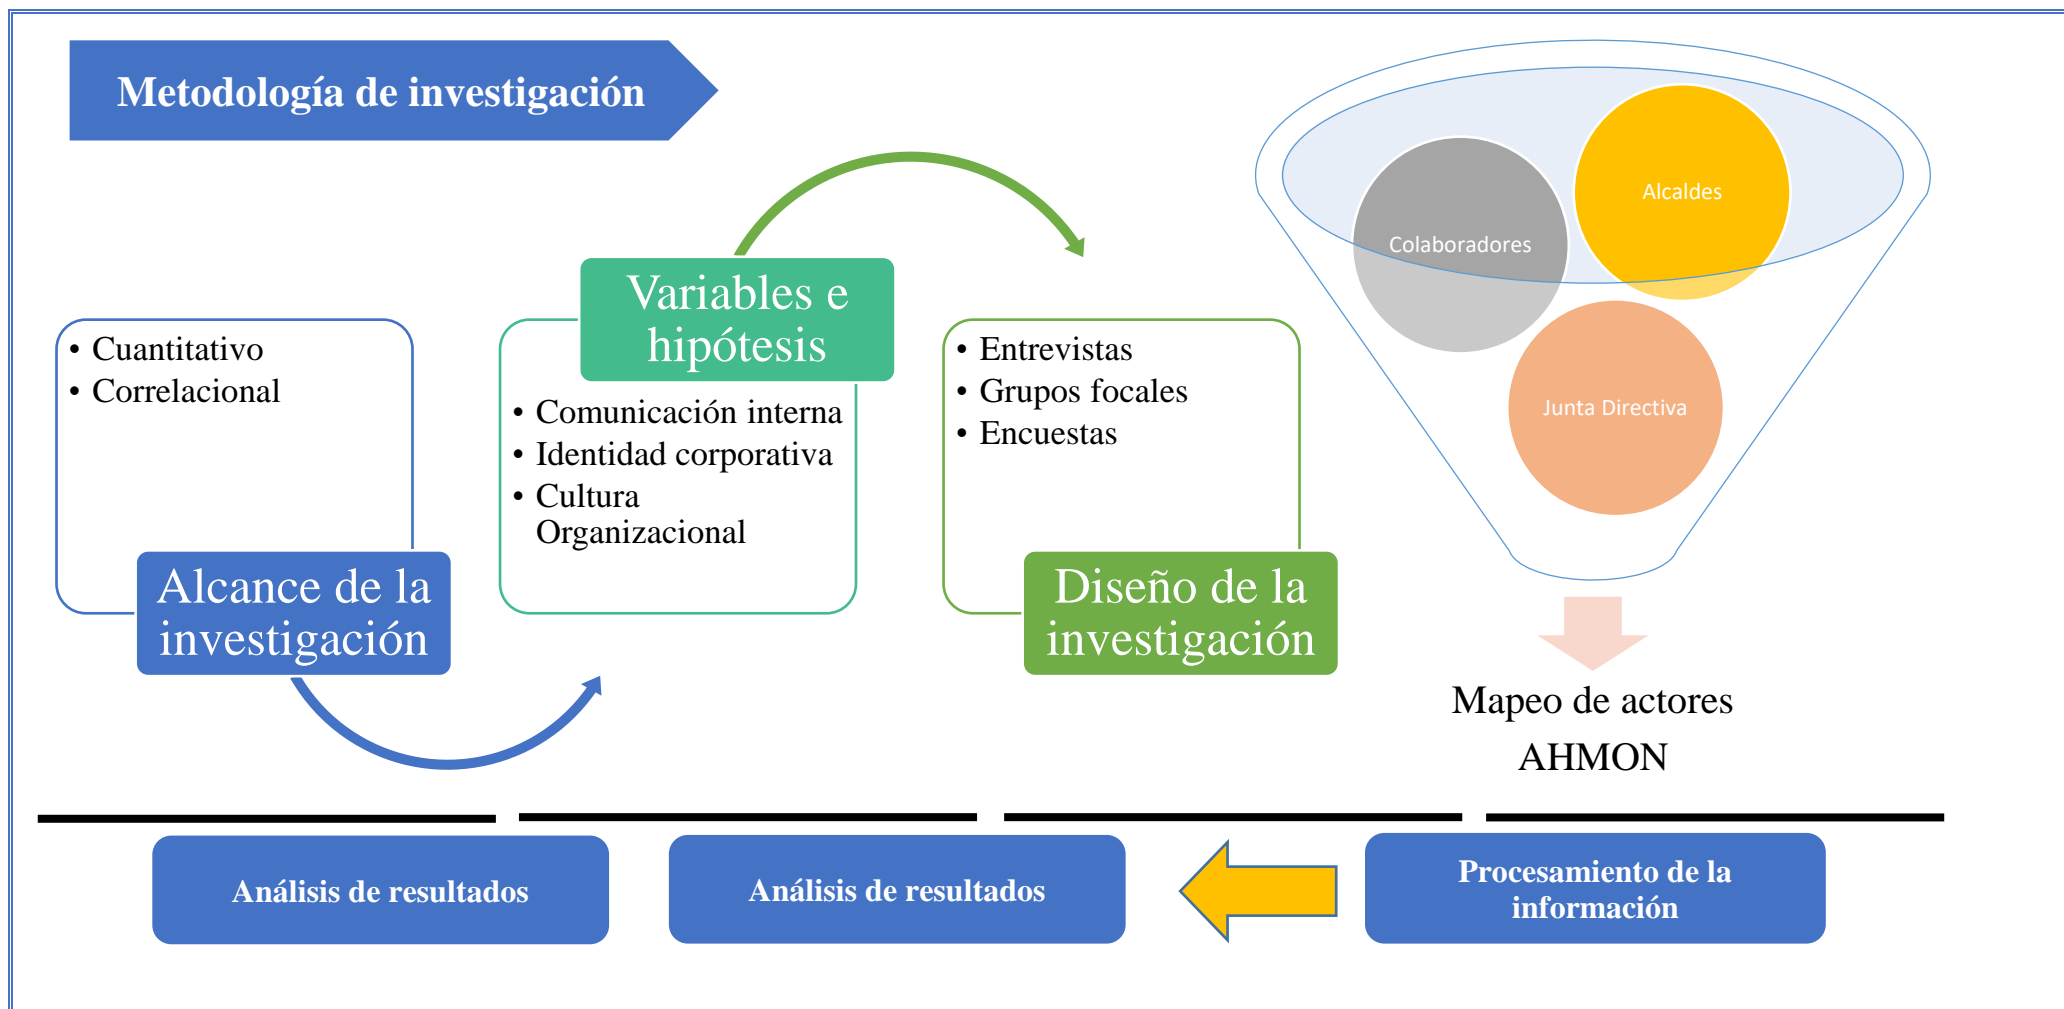 Metodología de investigación
• Cuantitativo
• Correlacional
Alcance de la
investigación
Variables e
hipótesis
• Comunicación interna
• Identidad corporativa
• Cultura
Organizacional
• Entrevistas
• Grupos focales
• Encuestas
Diseño de la
investigación
Alcaldes
Colaboradores
Junta Directiva
Mapeo de actores
AHMON
Análisis de resultados
Análisis de resultados
Procesamiento de la
información